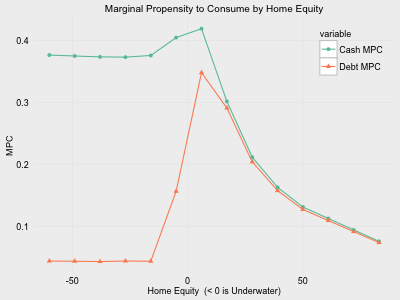 Marginal Propensity to Consume by Home Equity
variable
Cash MPC
Debt MPC
MPC
0.4
0.3
0.2
0.1
-50
0
50
Home Equity (< 0 is Underwater)